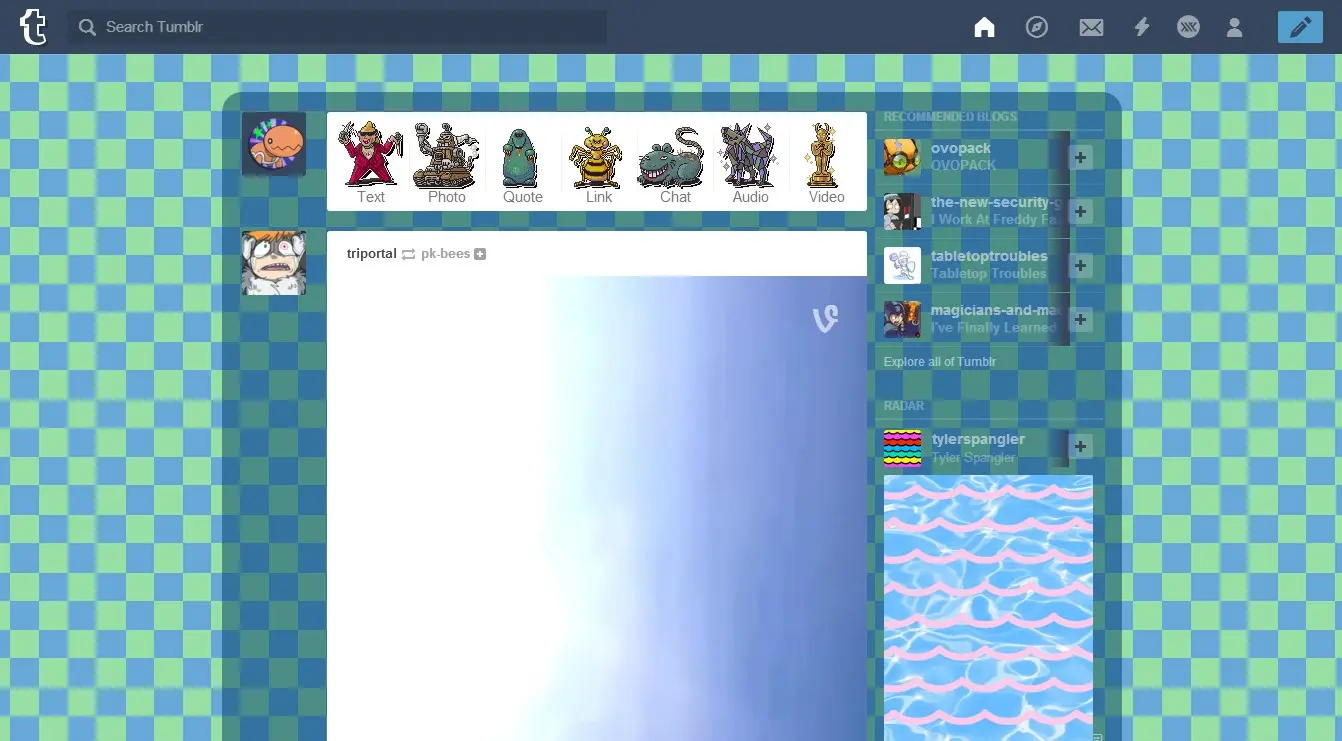 Search Tumblr
Text
Photo
Quote
Link
Chat
Audio
Video
triportal pk-bees
RECOMMENDED BLOGS
ovopack
OVOPACK
the-new-security-g
I Work At Freddy Fa
tabletoptroubles
Tabletop Troubles
magicians-and-ma
I've Finally Learned
Explore all of Tumblr
RADAR
tylerspangler
Tyler Spangler